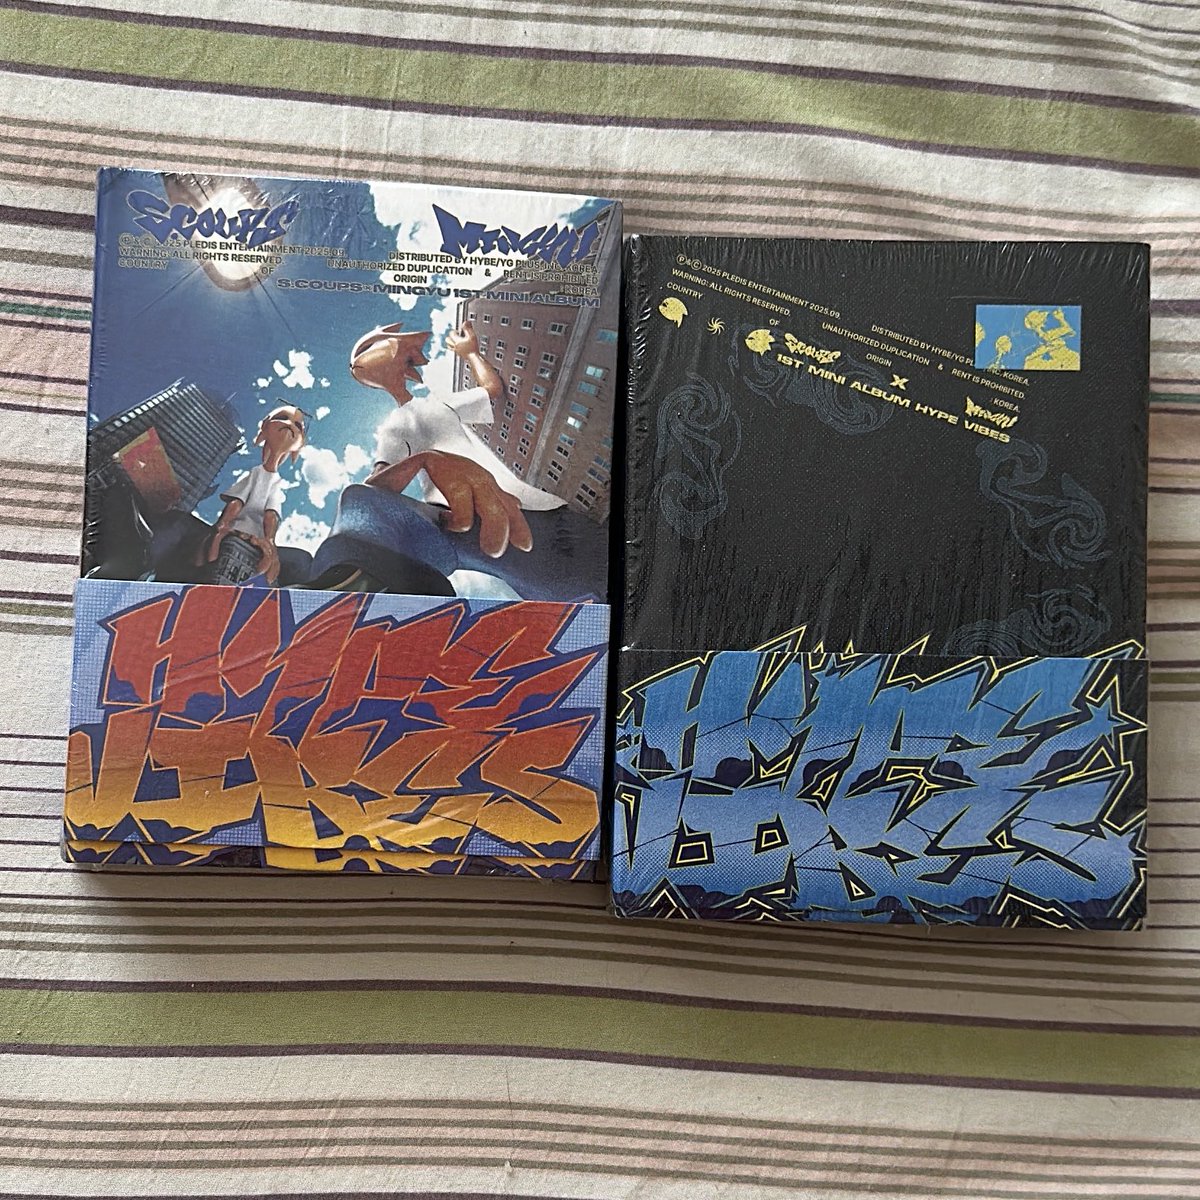 S.COUPS
MINGYU
℗ & © 2025 PLEDIS ENTERTAINMENT 2025.09. DISTRIBUTED BY HYBE/YG PLUS INC. KOREA
WARNING: ALL RIGHTS RESERVED. UNAUTHORIZED DUPLICATION & RENT IS PROHIBITED
COUNTRY OF ORIGIN : KOREA
S.COUPS × MINGYU 1ST MINI ALBUM
HYPE
VIBES
℗ & © 2025 PLEDIS ENTERTAINMENT 2025.09. DISTRIBUTED BY HYBE/YG PLUS INC. KOREA.
WARNING: ALL RIGHTS RESERVED. UNAUTHORIZED DUPLICATION & RENT IS PROHIBITED.
COUNTRY OF ORIGIN : KOREA.
S.COUPS X MINGYU
1ST MINI ALBUM HYPE VIBES
HYPE
VIBES